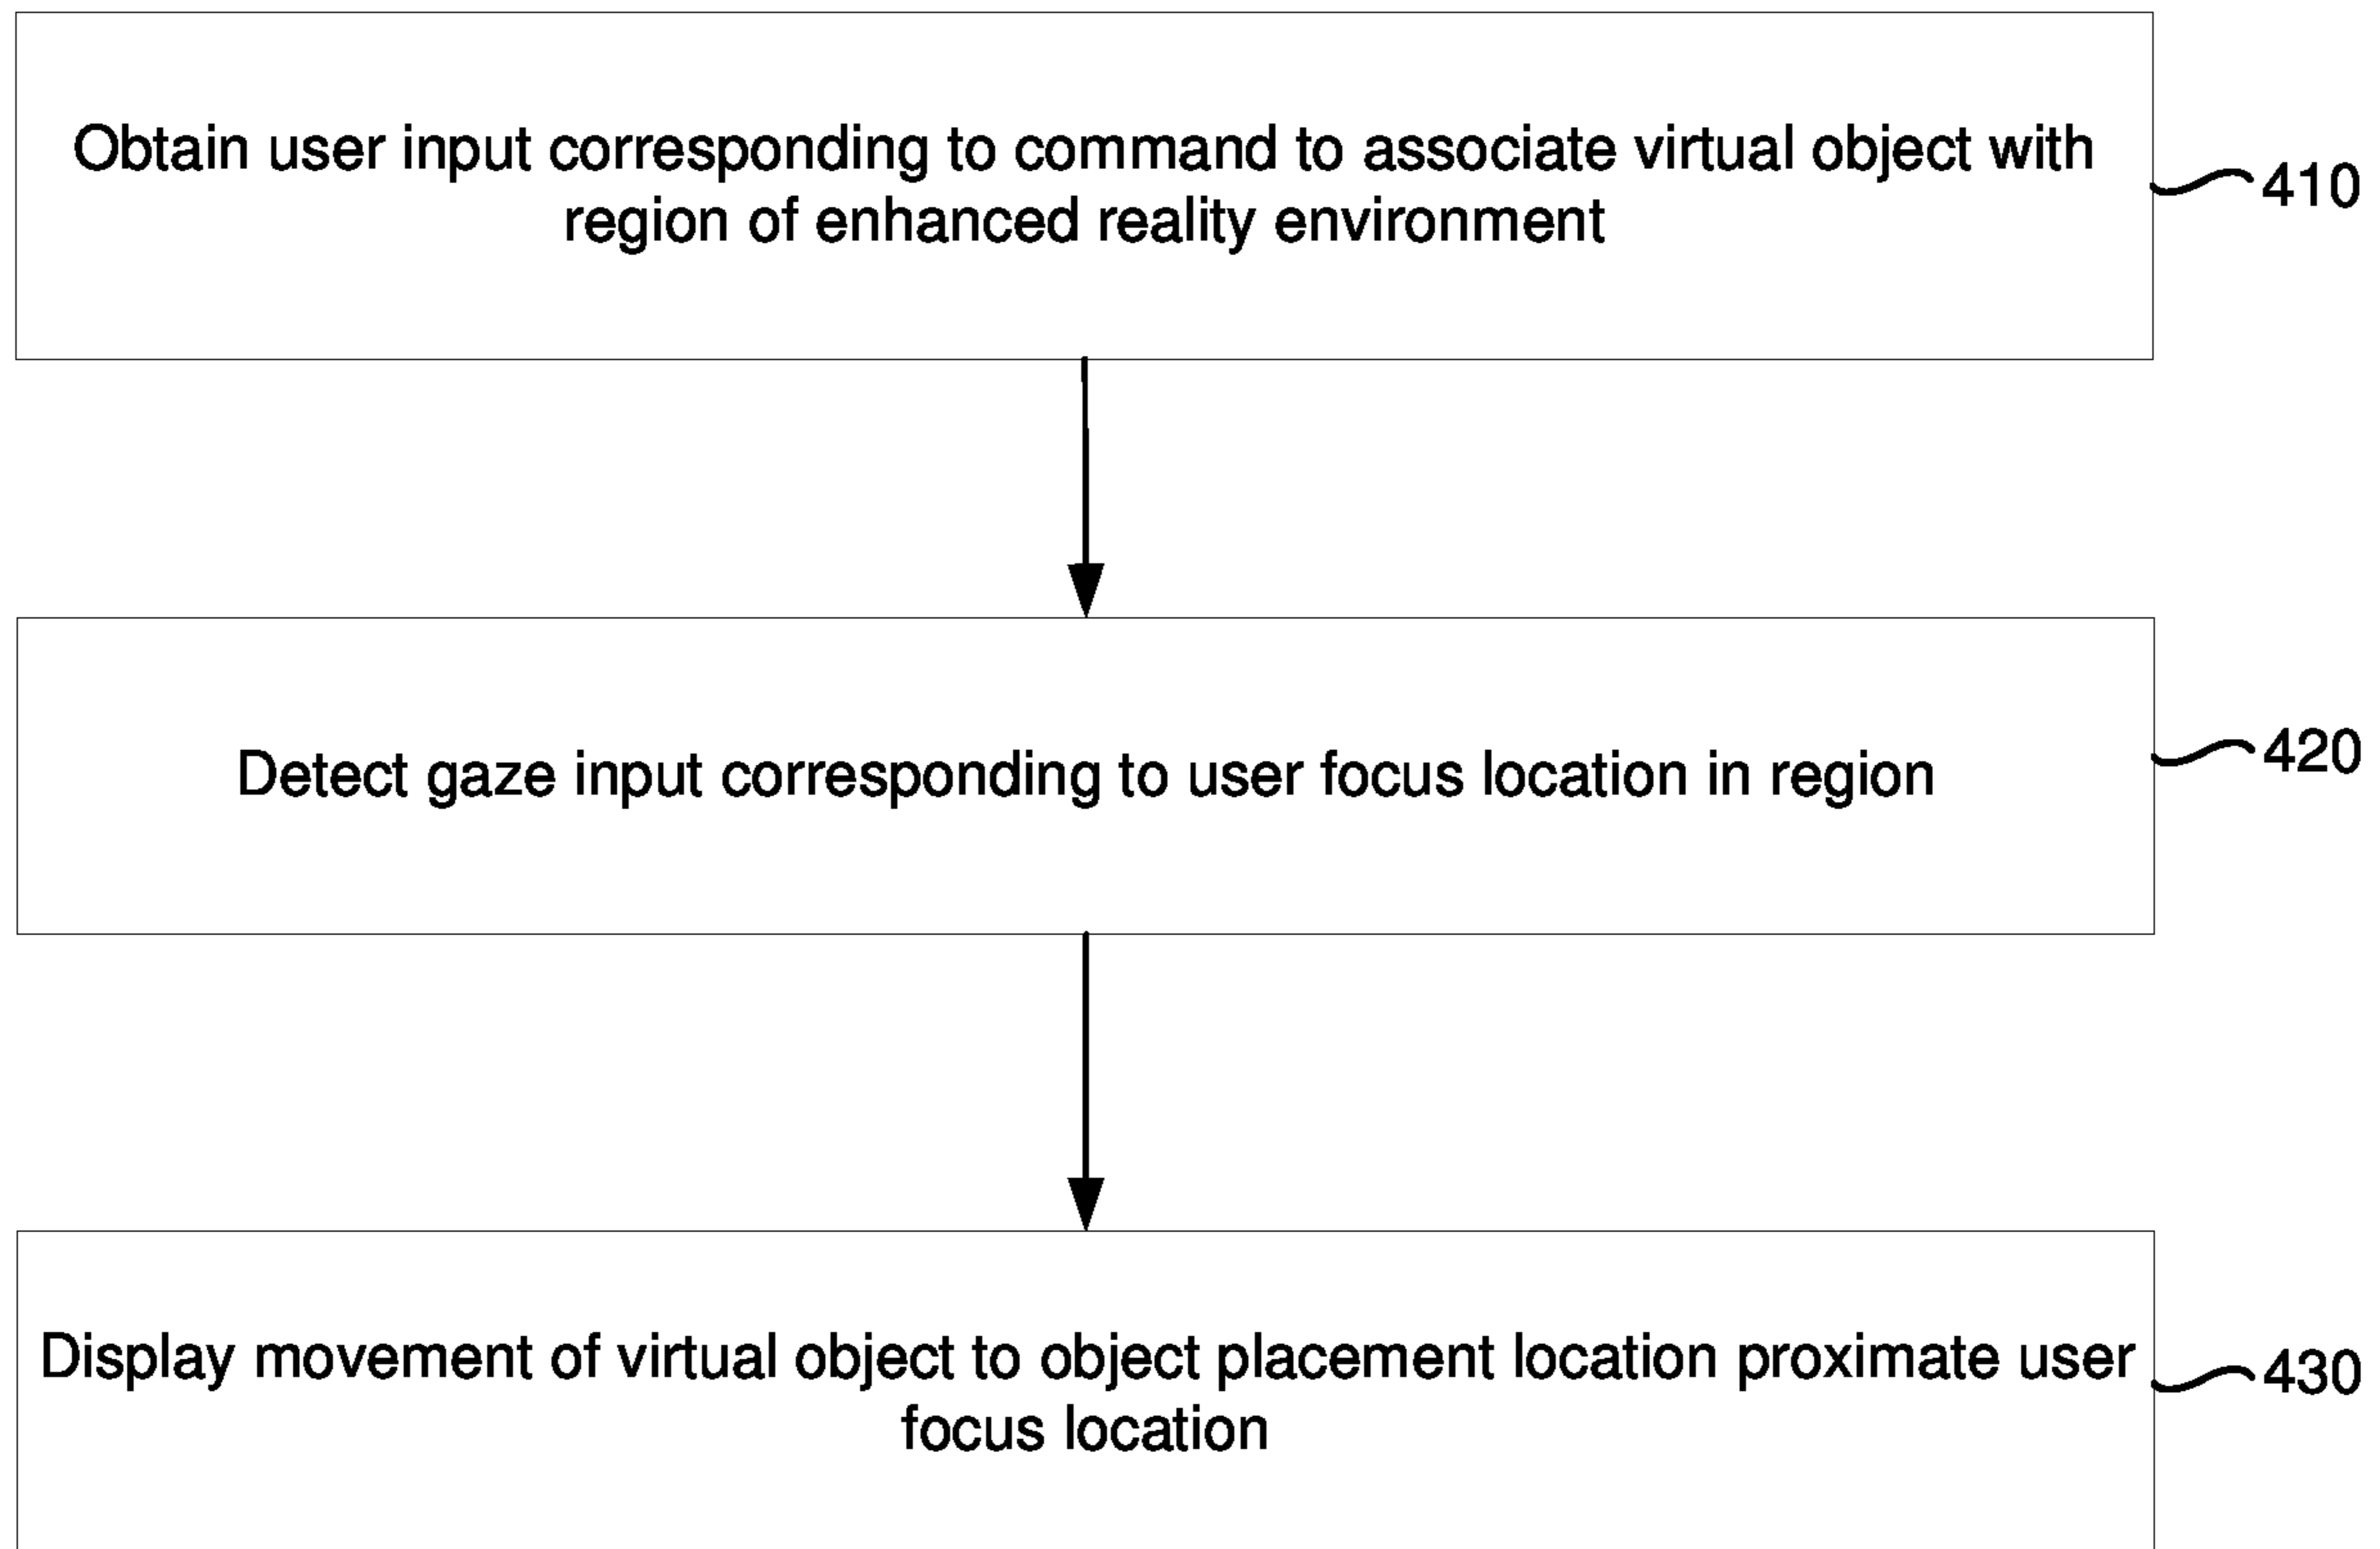 Obtain user input corresponding to command to associate virtual object with
region of enhanced reality environment
410
Detect gaze input corresponding to user focus location in region
420
Display movement of virtual object to object placement location proximate user
focus location
430